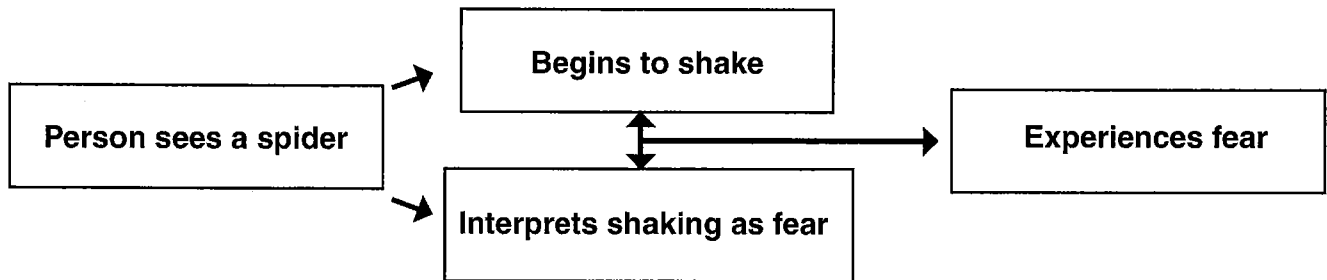 Begins to shake
Person sees a spider
Experiences fear
Interprets shaking as fear